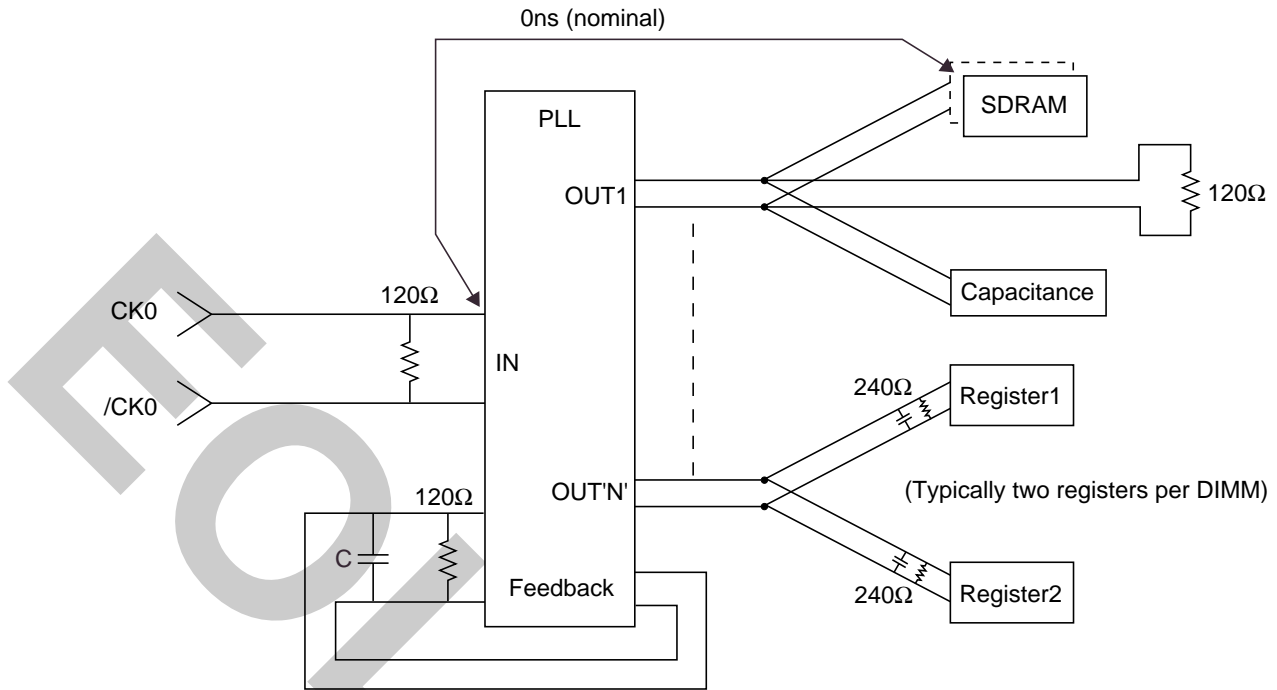 0ns (nominal)
PLL
SDRAM
OUT1
120Ω
CK0
120Ω
Capacitance
IN
/CK0
240Ω
Register1
120Ω
OUT'N'
(Typically two registers per DIMM)
C
Feedback
240Ω
Register2